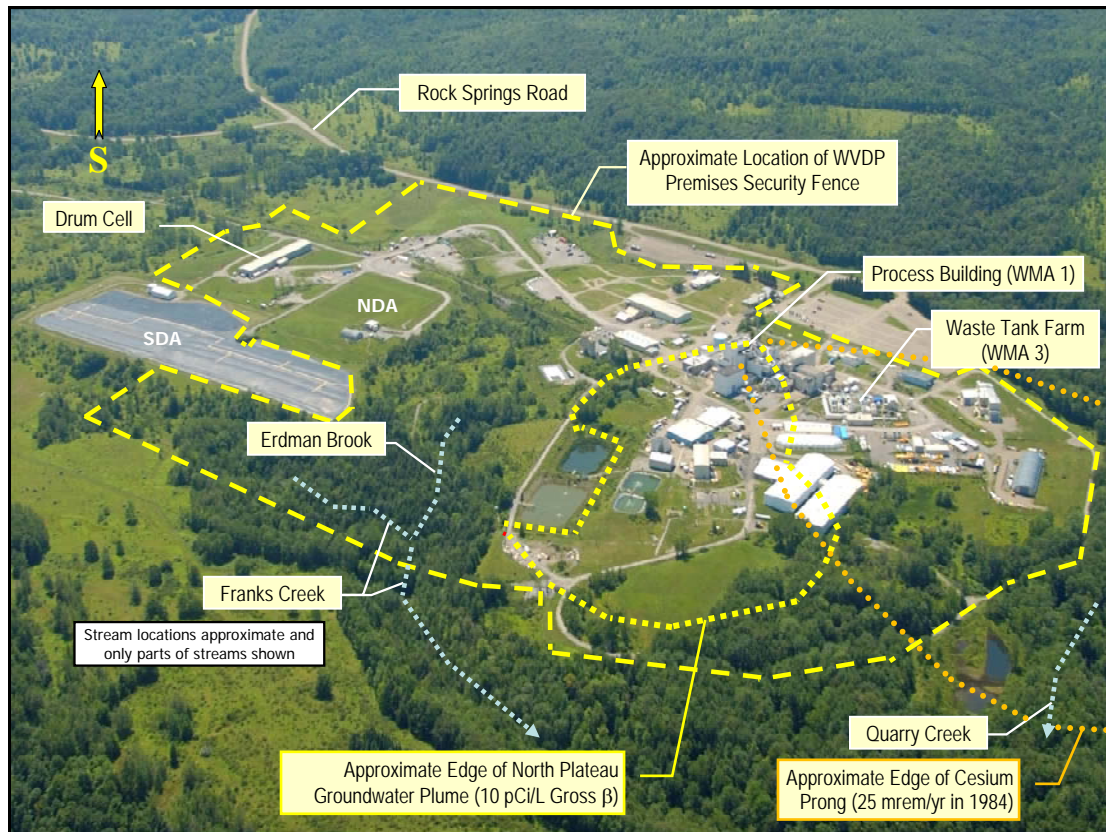 Rock Springs Road
S
Approximate Location of WVDP
Premises Security Fence
Drum Cell
Process Building (WMA 1)
NDA
SDA
Waste Tank Farm
(WMA 3)
Erdman Brook
Franks Creek
Stream locations approximate and
only parts of streams shown
Quarry Creek
Approximate Edge of North Plateau
Groundwater Plume (10 pCi/L Gross β)
Approximate Edge of Cesium
Prong (25 mrem/yr in 1984)